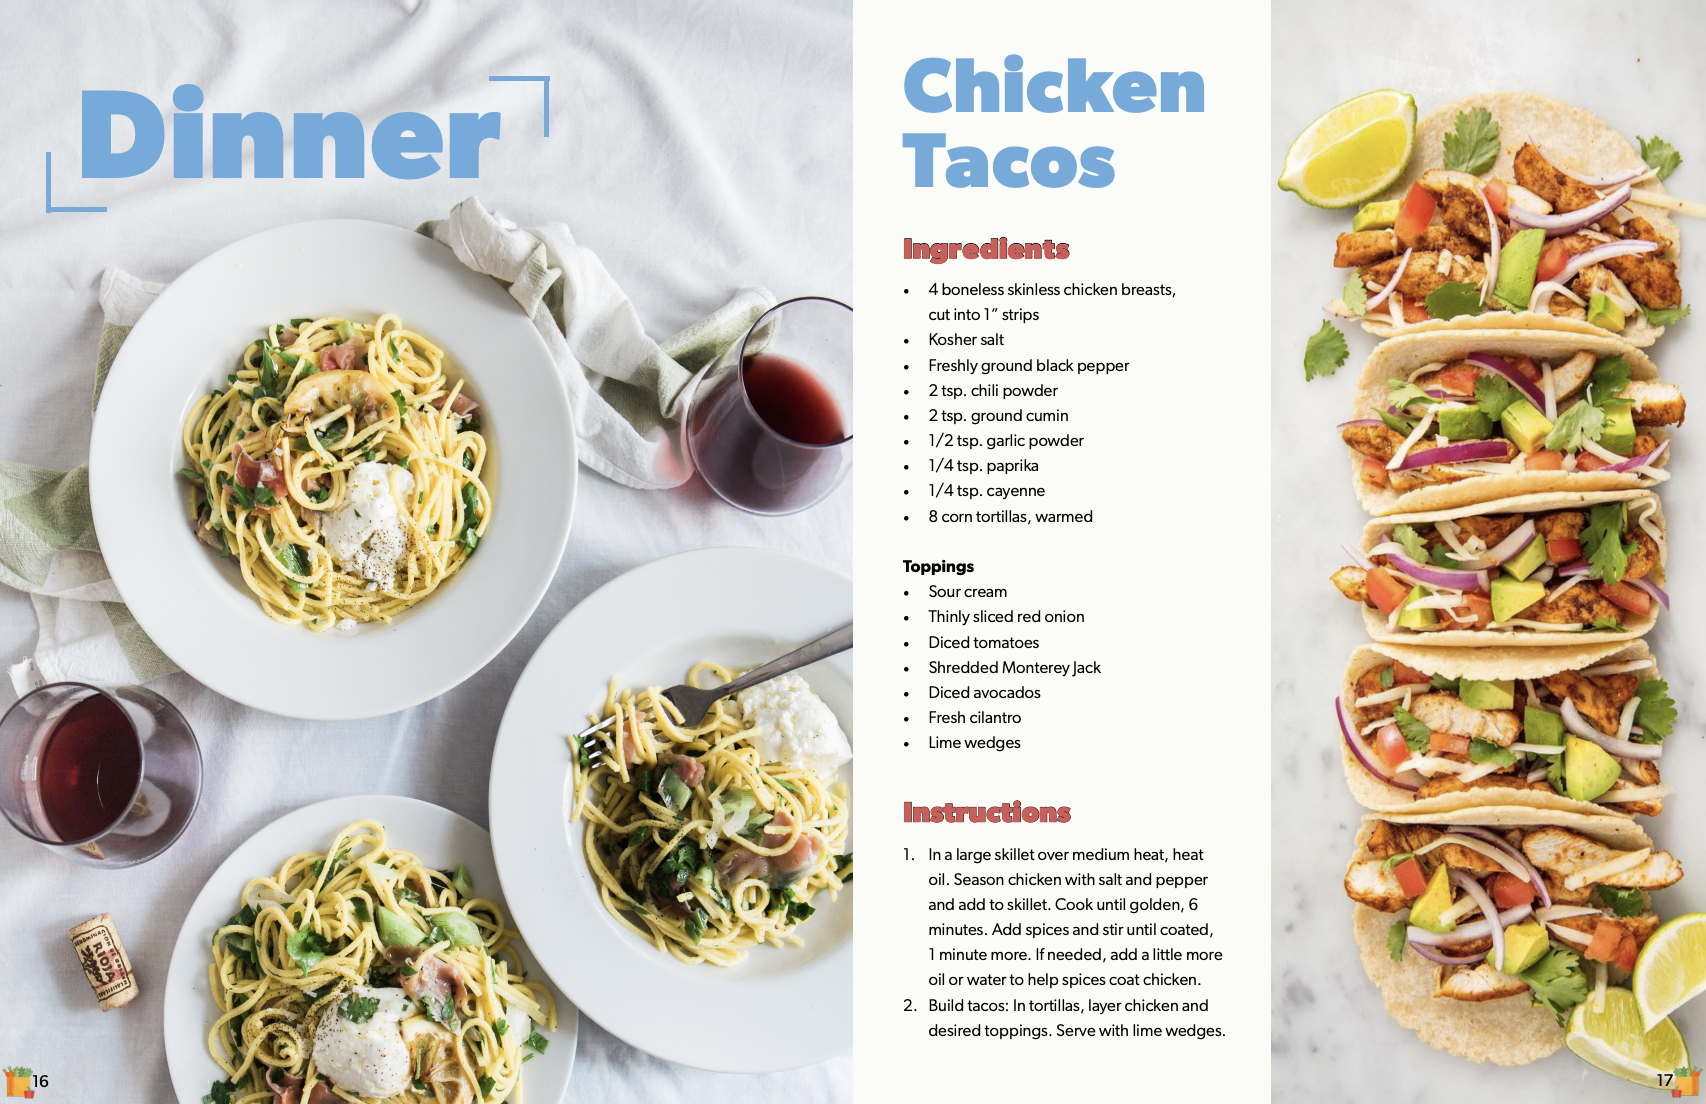 Dinner
Chicken
Tacos
Ingredients
• 4 boneless skinless chicken breasts,
cut into 1” strips
• Kosher salt
• Freshly ground black pepper
• 2 tsp. chili powder
• 2 tsp. ground cumin
• 1/2 tsp. garlic powder
• 1/4 tsp. paprika
• 1/4 tsp. cayenne
• 8 corn tortillas, warmed
Toppings
• Sour cream
• Thinly sliced red onion
• Diced tomatoes
• Shredded Monterey Jack
• Diced avocados
• Fresh cilantro
• Lime wedges
Instructions
1. In a large skillet over medium heat, heat
oil. Season chicken with salt and pepper
and add to skillet. Cook until golden, 6
minutes. Add spices and stir until coated,
1 minute more. If needed, add a little more
oil or water to help spices coat chicken.
2. Build tacos: In tortillas, layer chicken and
desired toppings. Serve with lime wedges.
RIOJA
16
17